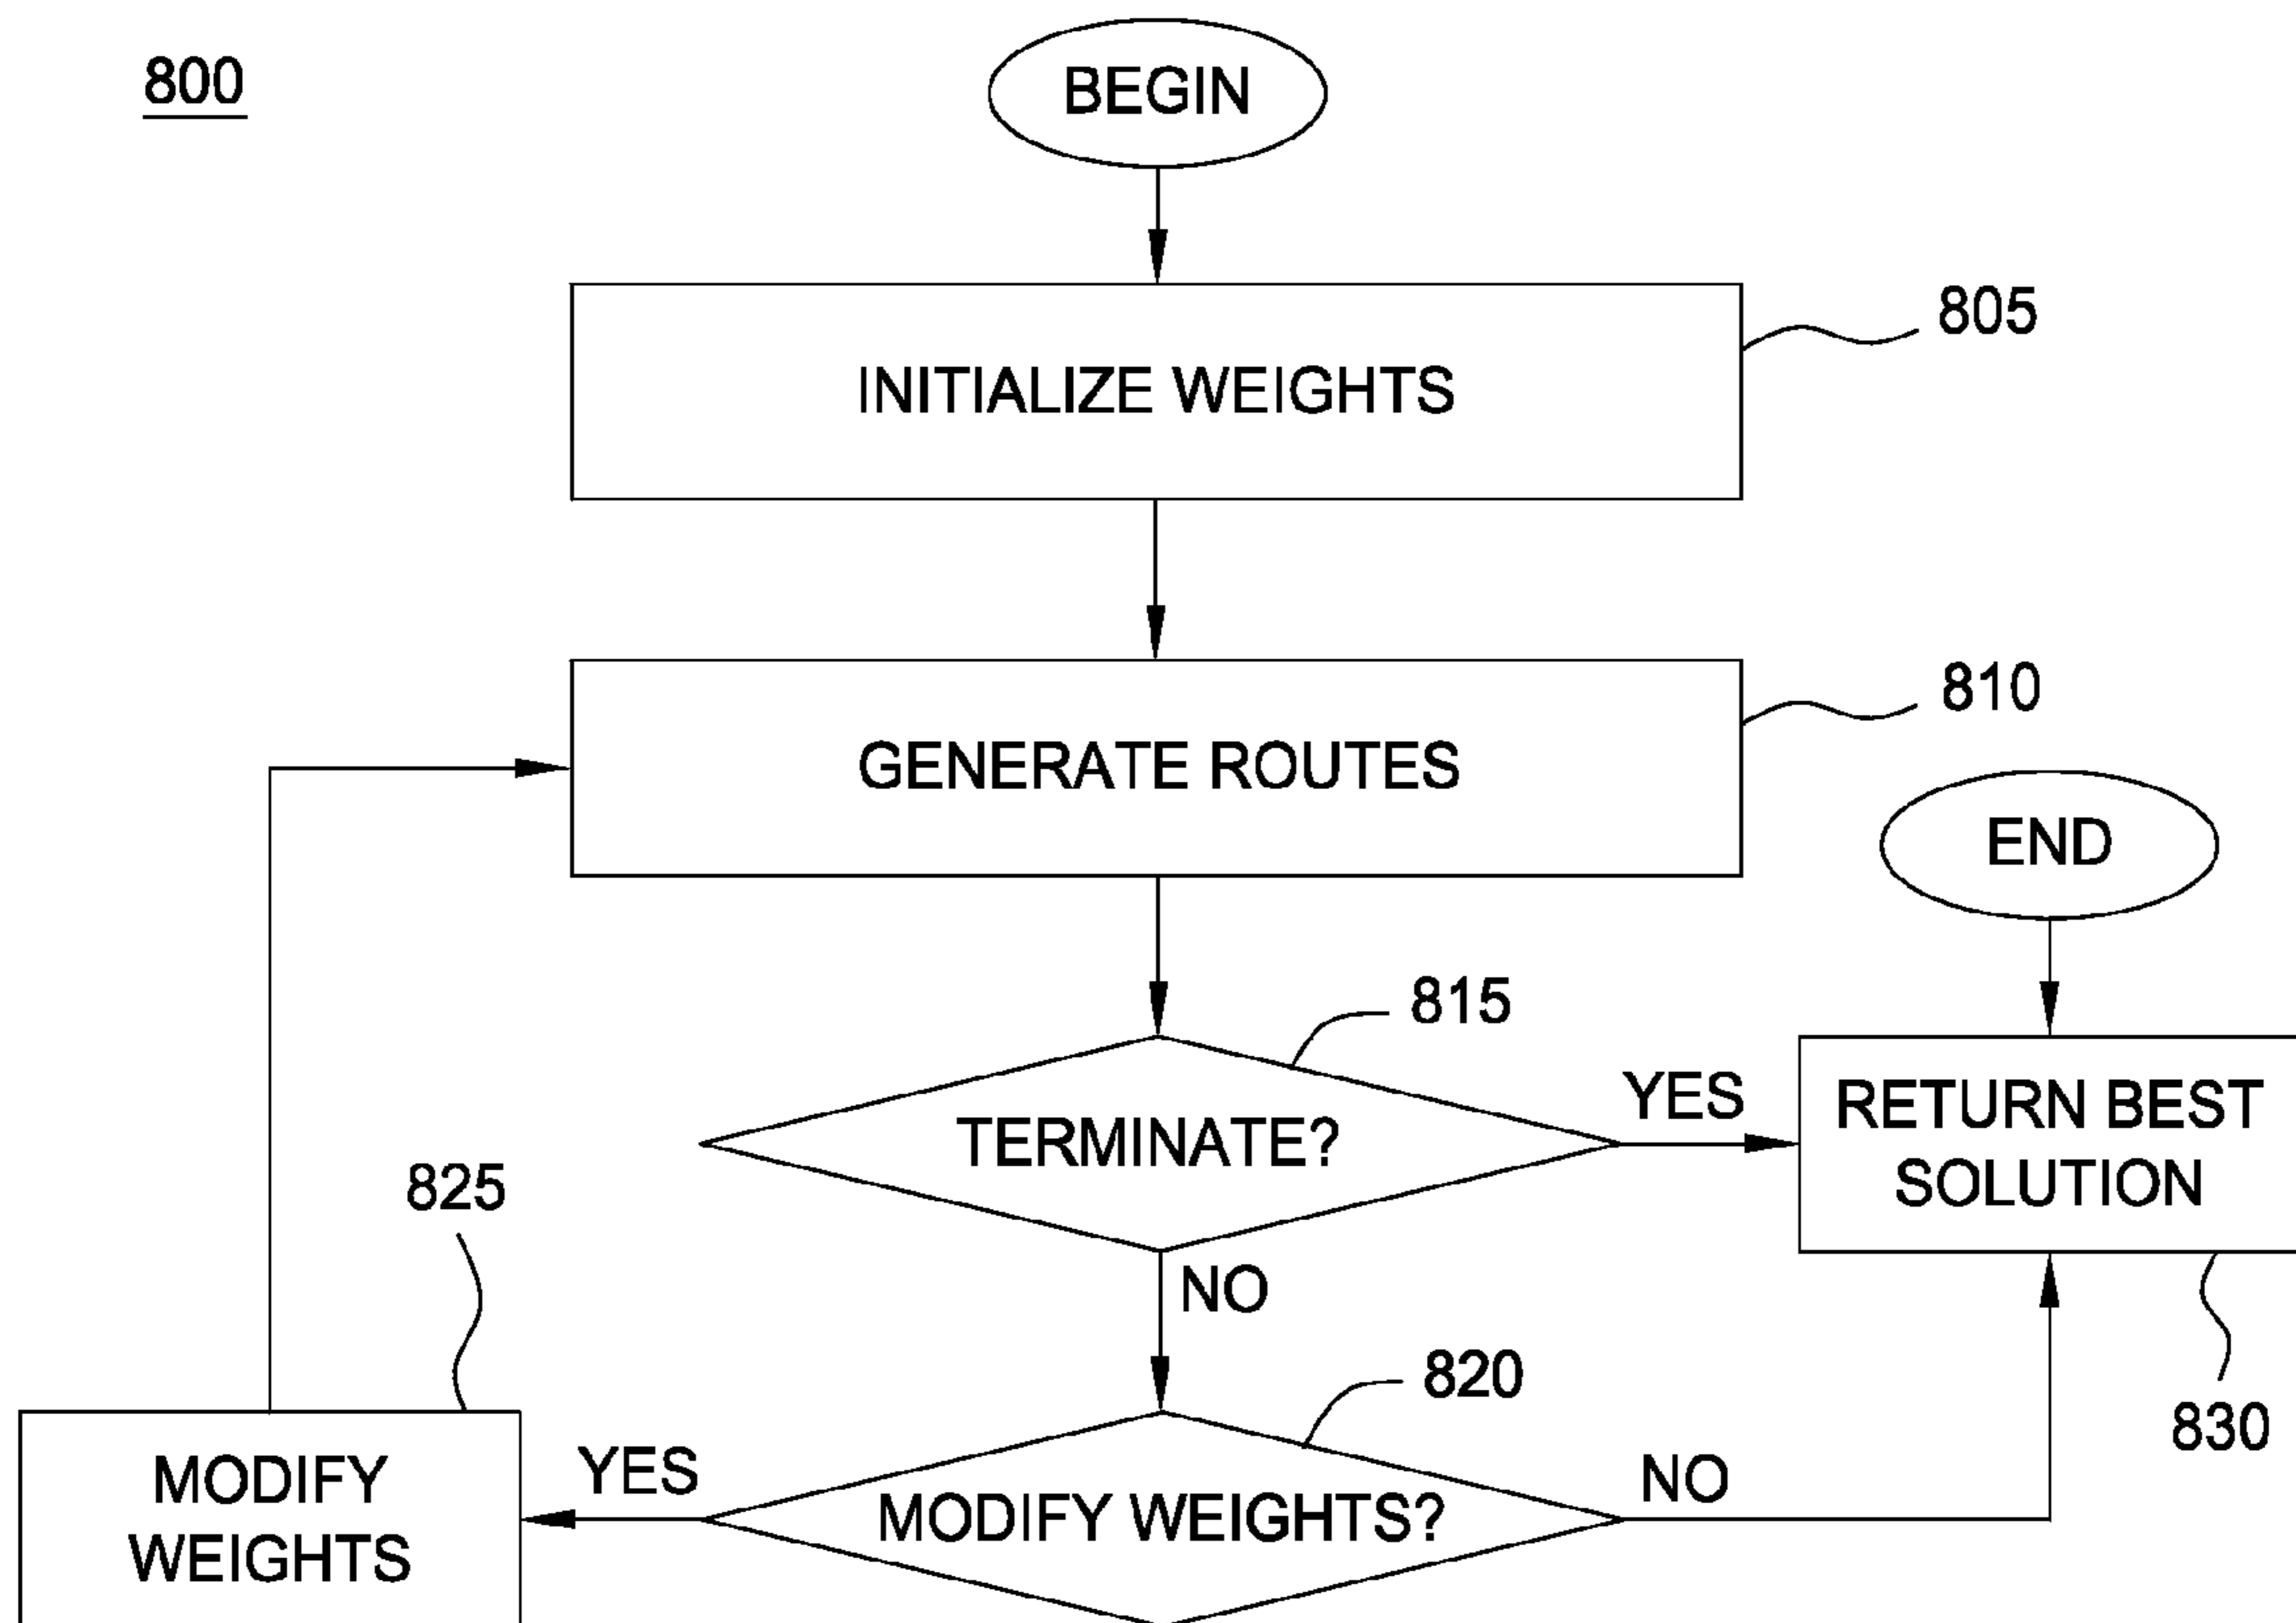 800
BEGIN
805
INITIALIZE WEIGHTS
810
GENERATE ROUTES
END
815
TERMINATE?
YES
RETURN BEST
SOLUTION
825
NO
820
830
MODIFY
WEIGHTS
YES
MODIFY WEIGHTS?
NO